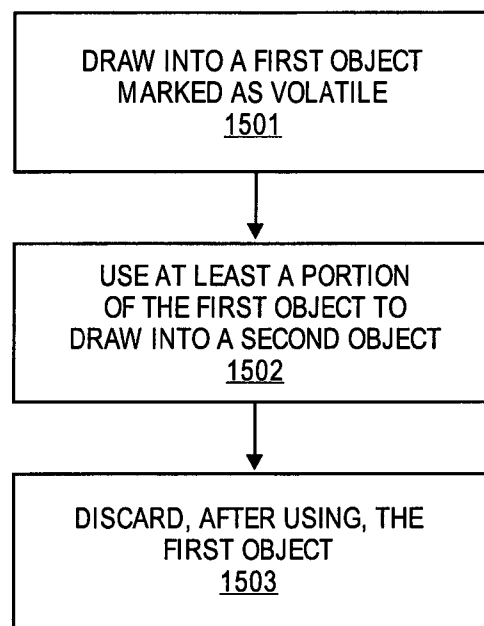 DRAW INTO A FIRST OBJECT
MARKED AS VOLATILE
1501
USE AT LEAST A PORTION
OF THE FIRST OBJECT TO
DRAW INTO A SECOND OBJECT
1502
DISCARD, AFTER USING, THE
FIRST OBJECT
1503